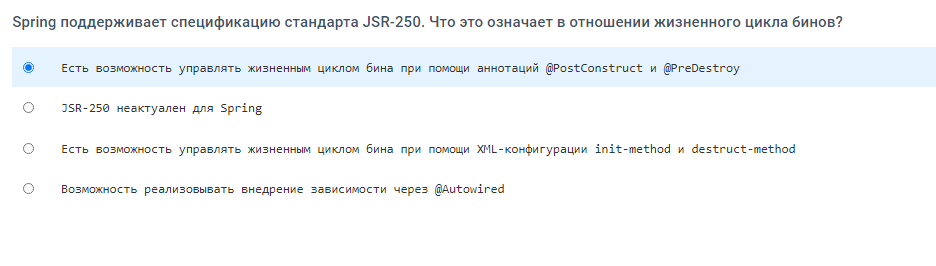 Spring поддерживает спецификацию стандарта JSR-250. Что это означает в отношении жизненного цикла бинов?
Есть возможность управлять жизненным циклом бина при помощи аннотаций @PostConstruct и @PreDestroy
JSR-250 неактуален для Spring
Есть возможность управлять жизненным циклом бина при помощи XML-конфигурации init-method и destruct-method
Возможность реализовывать внедрение зависимости через @Autowired